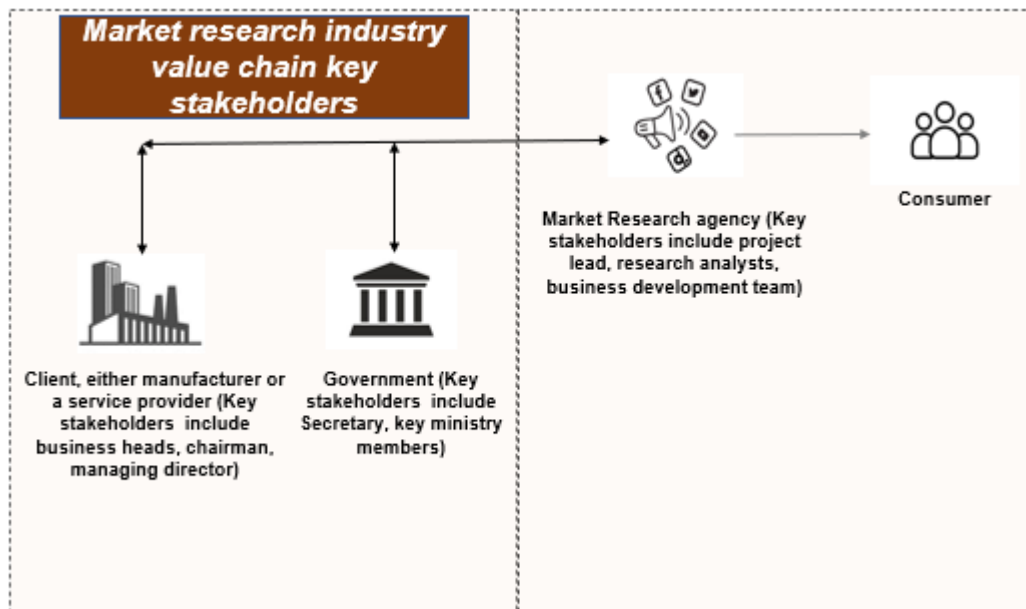 Market research industry
value chain key
stakeholders
Client, either manufacturer or
a service provider (Key
stakeholders include
business heads, chairman,
managing director)
Government (Key
stakeholders include
Secretary, key ministry
members)
Market Research agency (Key
stakeholders include project
lead, research analysts,
business development team)
Consumer